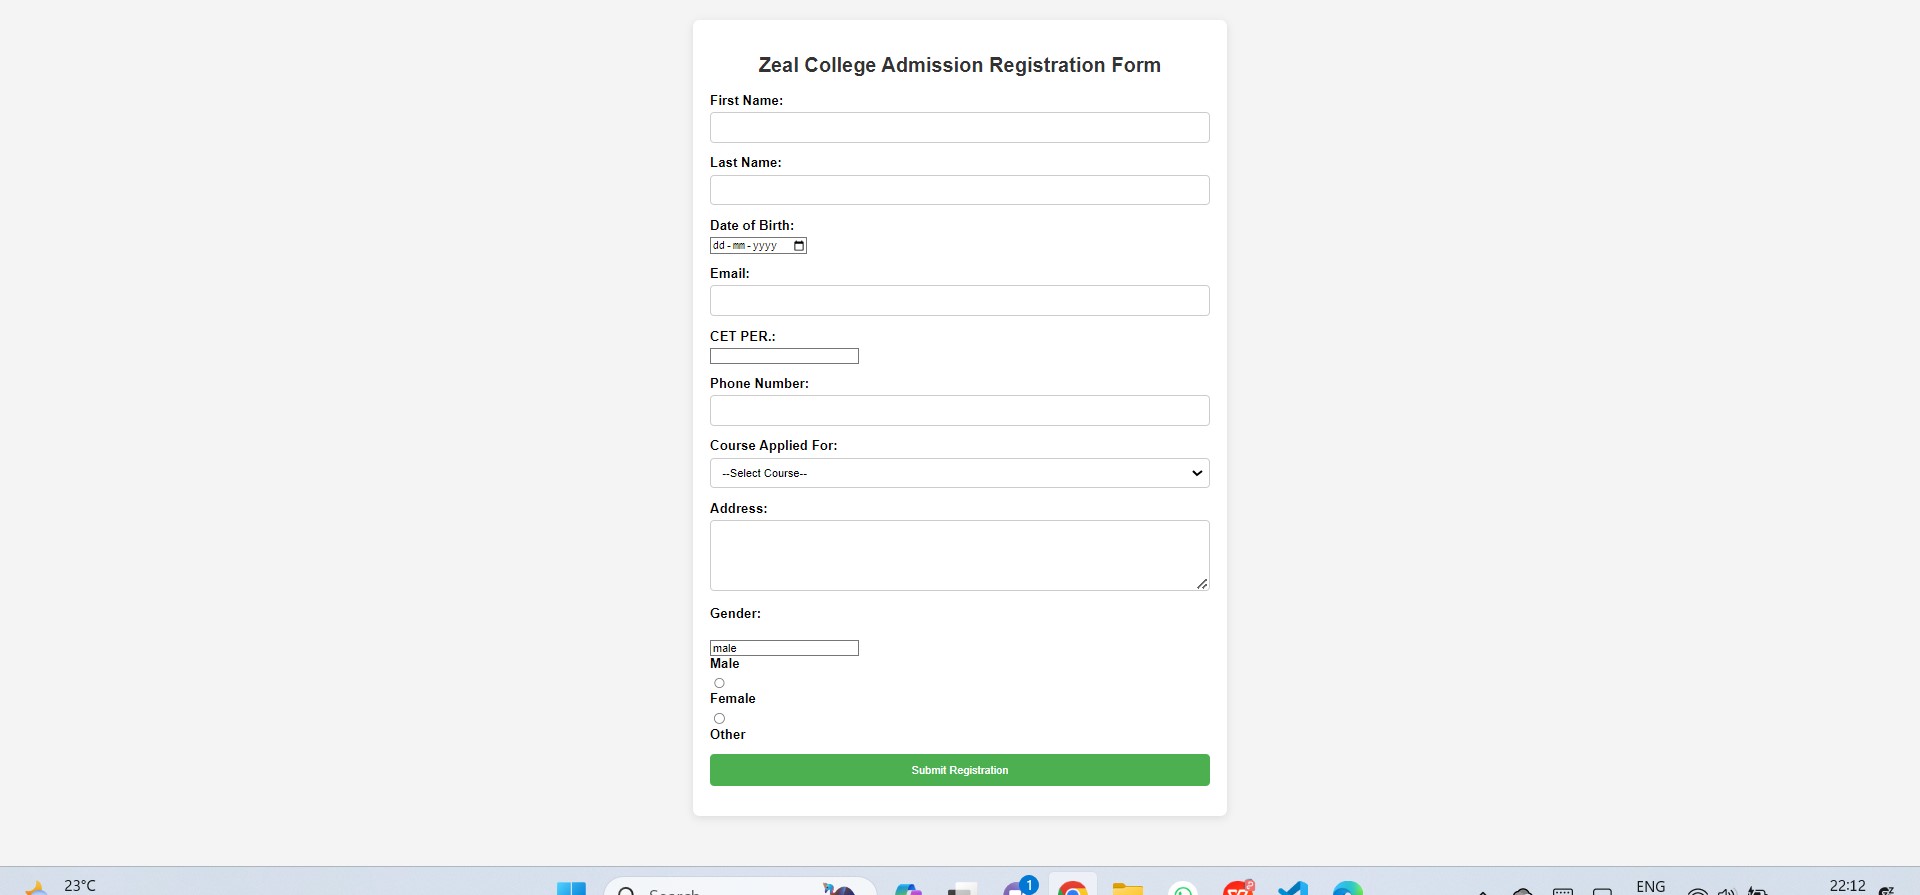 Zeal College Admission Registration Form
First Name:
Last Name:
Date of Birth:
dd-mm-yyyy
Email:
CET PER.:
Phone Number:
Course Applied For:
--Select Course--
Address:
Gender:
male
Male
Female
Other
Submit Registration
23°C
Search
1
ENG
22:12